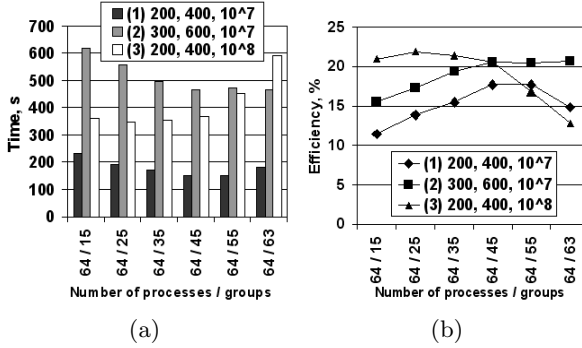 (1) 200, 400, 10^7
(2) 300, 600, 10^7
(3) 200, 400, 10^8
Time, s
700
600
500
400
300
200
100
0
64 / 15
64 / 25
64 / 35
64 / 45
64 / 55
64 / 63
Number of processes / groups
(a)
Efficiency, %
25
20
15
10
5
0
(1) 200, 400, 10^7
(2) 300, 600, 10^7
(3) 200, 400, 10^8
64 / 15
64 / 25
64 / 35
64 / 45
64 / 55
64 / 63
Number of processes / groups
(b)